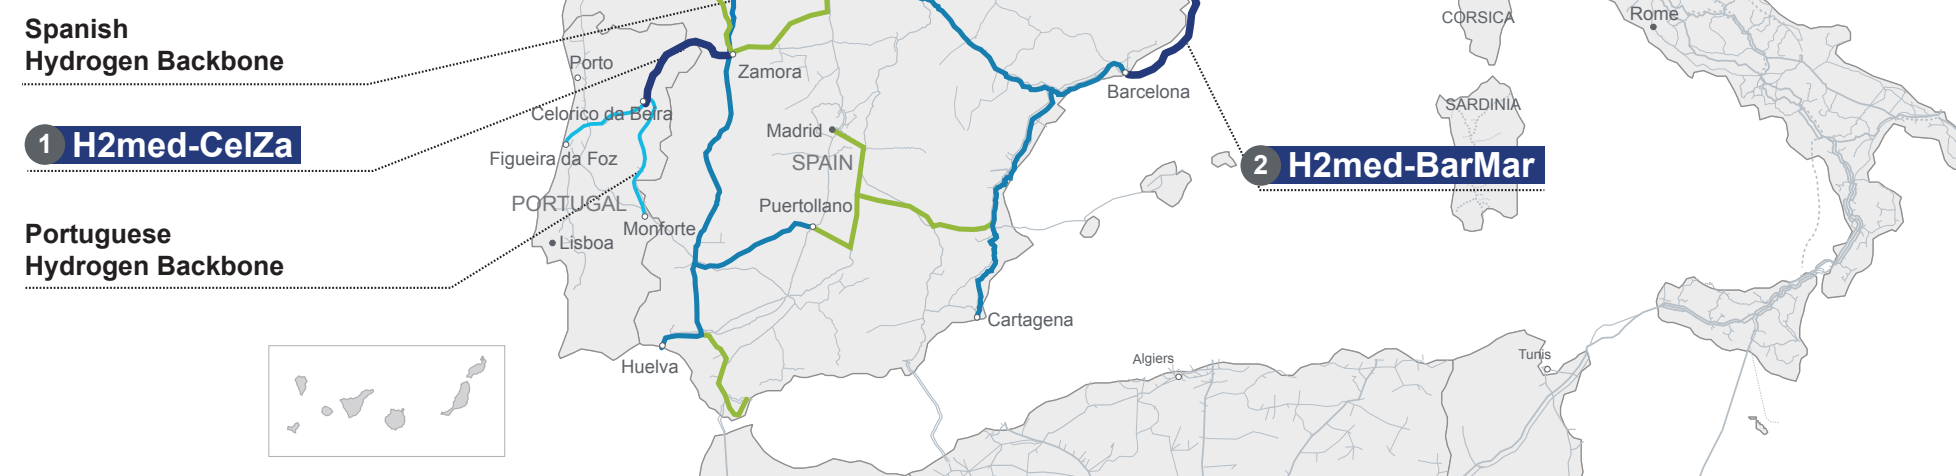 Spanish
Hydrogen Backbone
1 H2med-CelZa
Portuguese
Hydrogen Backbone
Porto
Zamora
Celorico da Beira
Figueira da Foz
Madrid
SPAIN
PORTUGAL
Puertollano
Monforte
Lisboa
Huelva
Cartagena
Barcelona
2 H2med-BarMar
CORSICA
Rome
SARDINIA
Algiers
Tunis